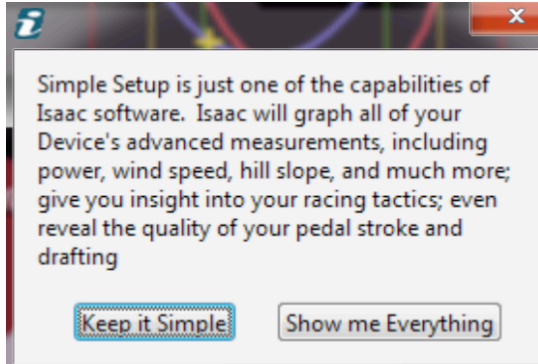 Simple Setup is just one of the capabilities of
Isaac software.  Isaac will graph all of your
Device's advanced measurements, including
power, wind speed, hill slope, and much more;
give you insight into your racing tactics; even
reveal the quality of your pedal stroke and
drafting
Keep it Simple
Show me Everything